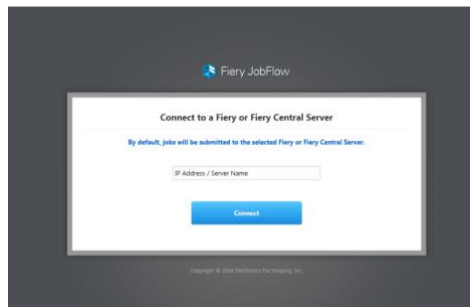 Fiery JobFlow
Connect to a Fiery or Fiery Central Server
By default, jobs will be submitted to the selected Fiery or Fiery Central Server.
IP Address / Server Name
Connect
Copyright © 2016 Electronics For Imaging, Inc.